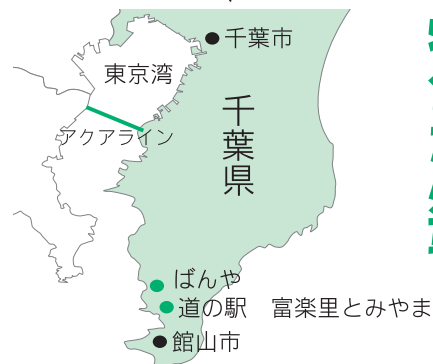 千葉市
東京湾
アクアライン
千葉県
ばんや
道の駅　富楽里とみやま
館山市